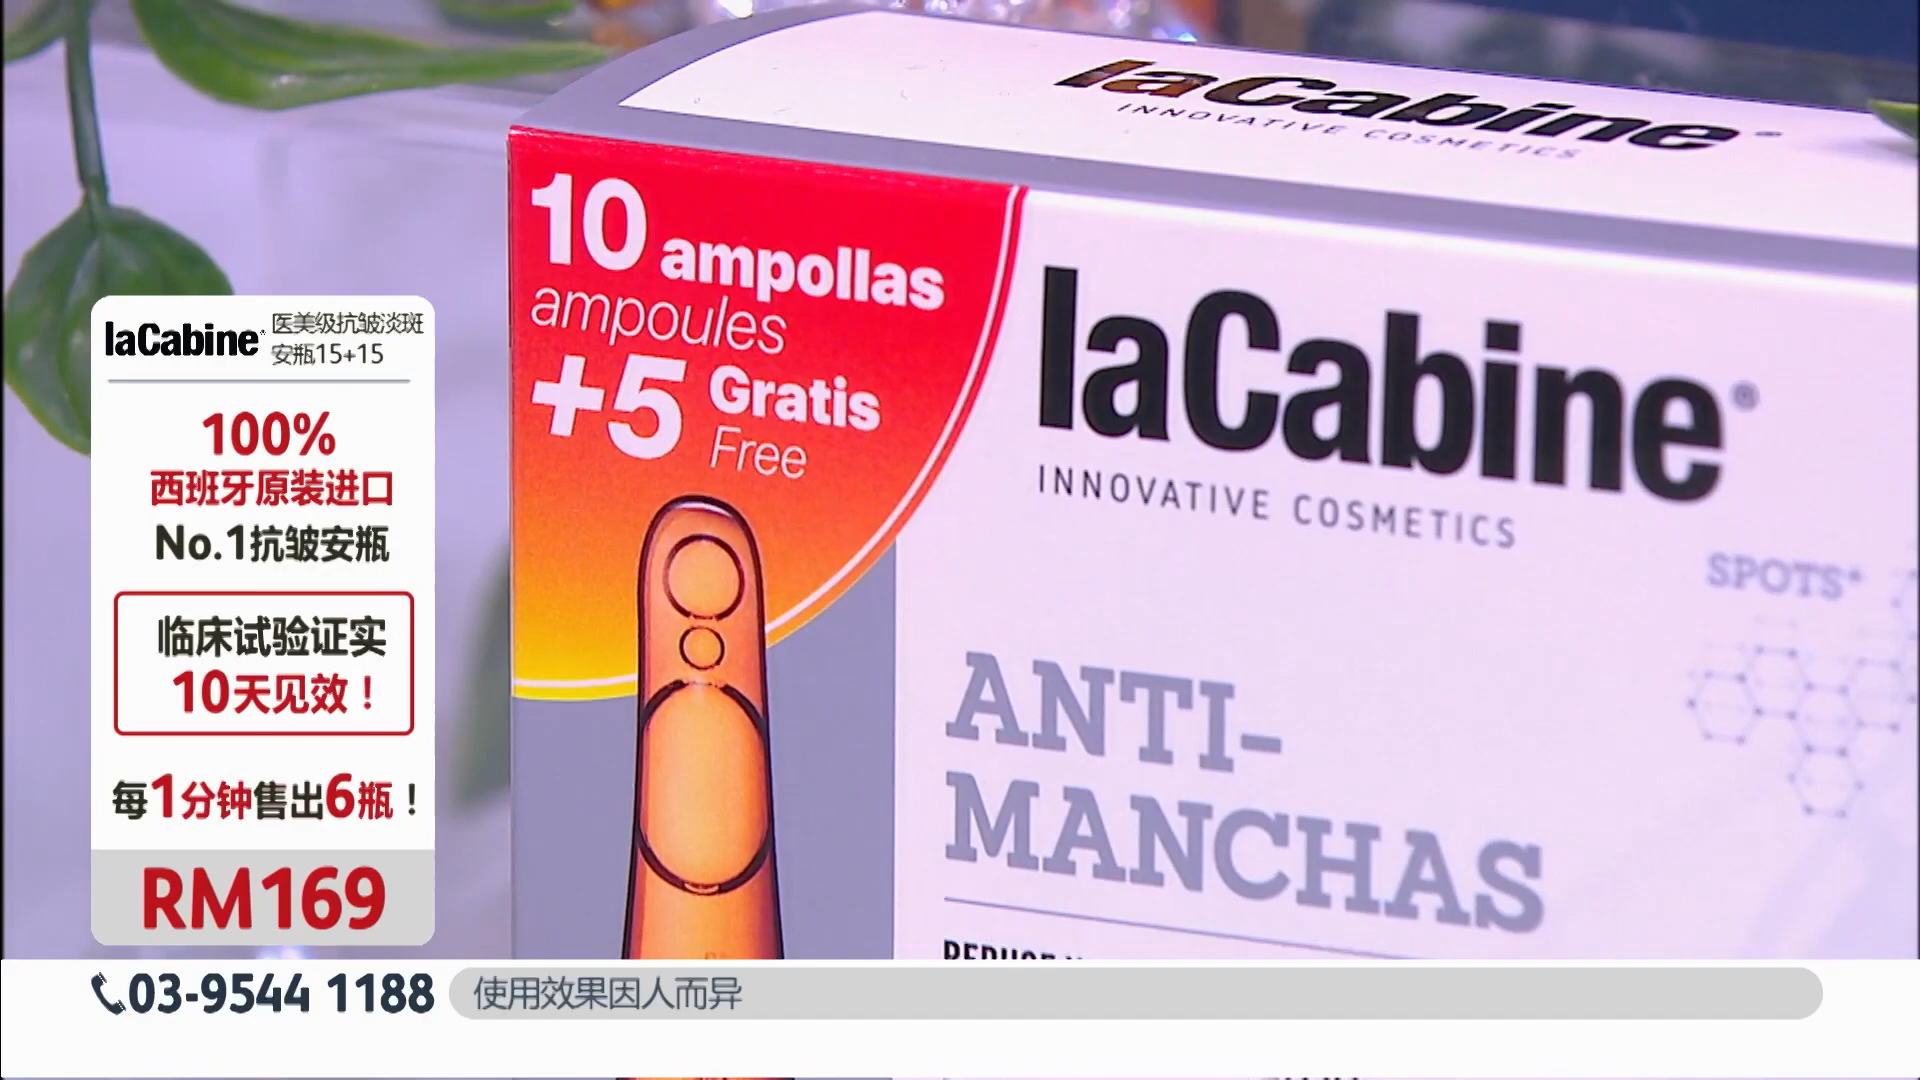 laCabine
INNOVATIVE COSMETICS
10 ampollas
ampoules
+5 Gratis
Free
laCabine®
INNOVATIVE COSMETICS
SPOTS+
ANTI-
MANCHAS
laCabine 医美级抗皱淡斑
安瓶15+15
100%
西班牙原装进口
No.1抗皱安瓶
临床试验证实
10天见效！
每1分钟售出6瓶！
RM169
03-9544 1188 使用效果因人而异